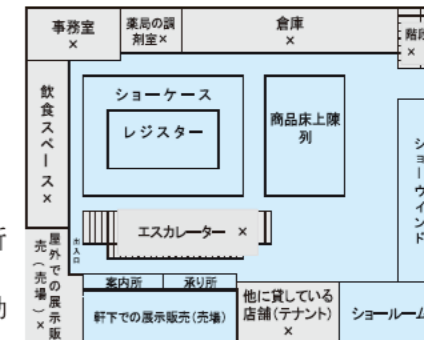 事務室
×
薬局の調
剤室×
倉庫
×
階段
×
飲食スペース×
ショーケース
レジスター
商品床上陳
列
ショーウインド
エスカレーター ×
出入口
屋外での展示販
売(売場)×
案内所
承り所
軒下での展示販売(売場)
他に貸している
店舗(テナント)
×
ショールーム